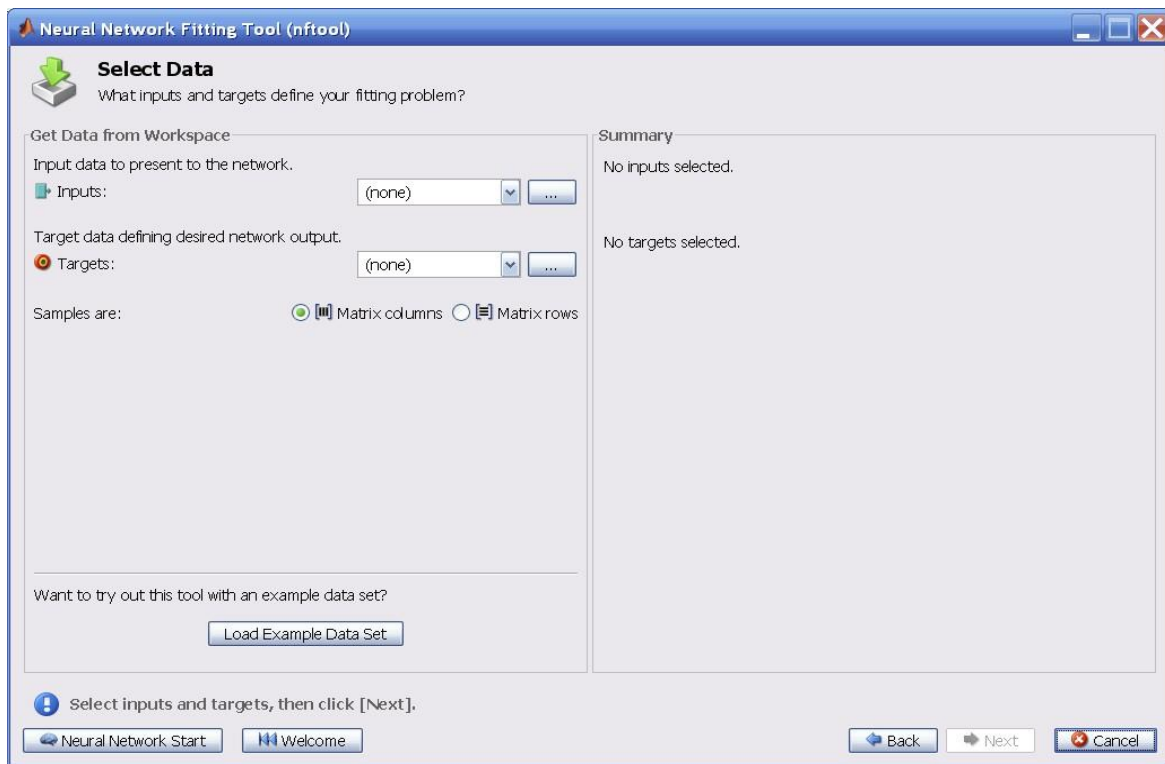 Neural Network Fitting Tool (nftool)
Select Data
What inputs and targets define your fitting problem?
Get Data from Workspace
Input data to present to the network.
Inputs: (none) ...
Target data defining desired network output.
Targets: (none) ...
Samples are: Matrix columns Matrix rows
Want to try out this tool with an example data set?
Load Example Data Set
Summary
No inputs selected.
No targets selected.
Select inputs and targets, then click [Next].
Neural Network Start Welcome Back Next Cancel